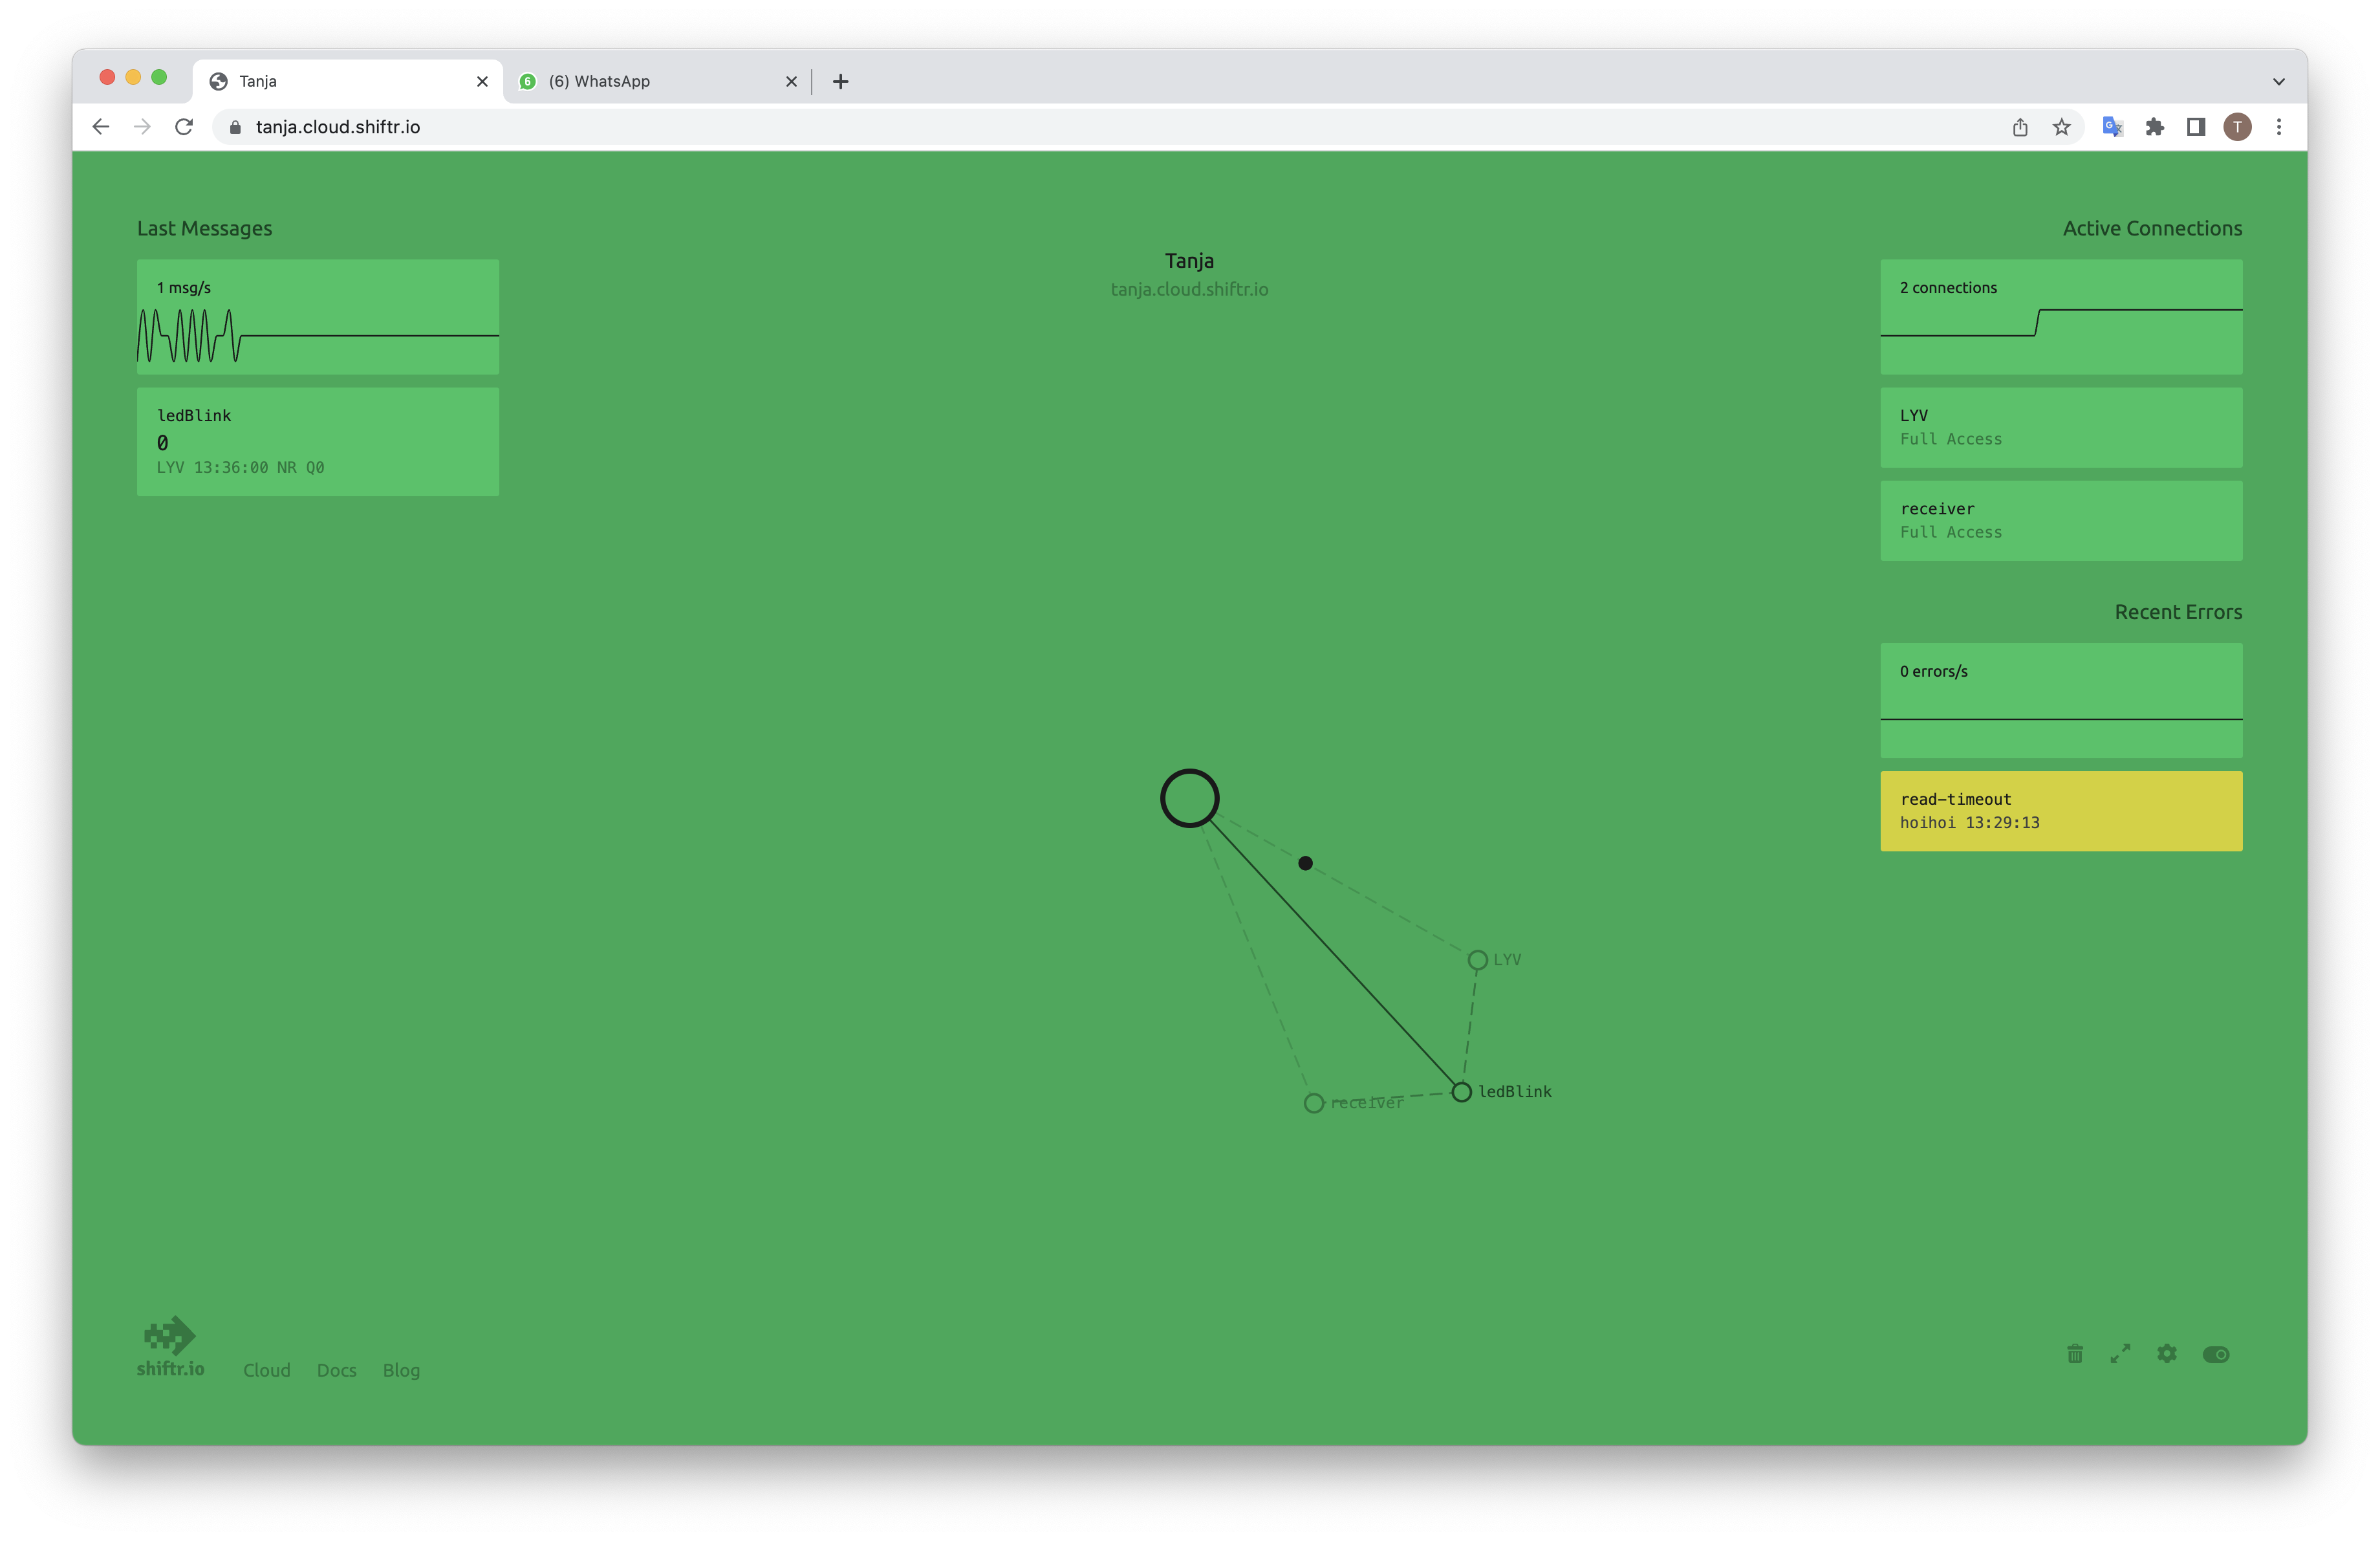 Tanja
6
(6) WhatsApp
tanja.cloud.shiftr.io
G
T
Last Messages
1 msg/s
ledBlink
0
LYV 13:36:00 NR Q0
Tanja
tanja.cloud.shiftr.io
Active Connections
2 connections
LYV
Full Access
receiver
Full Access
Recent Errors
0 errors/s
read-timeout
hoihoi 13:29:13
LYV
ledBlink
receiver
shiftr.io
Cloud
Docs
Blog